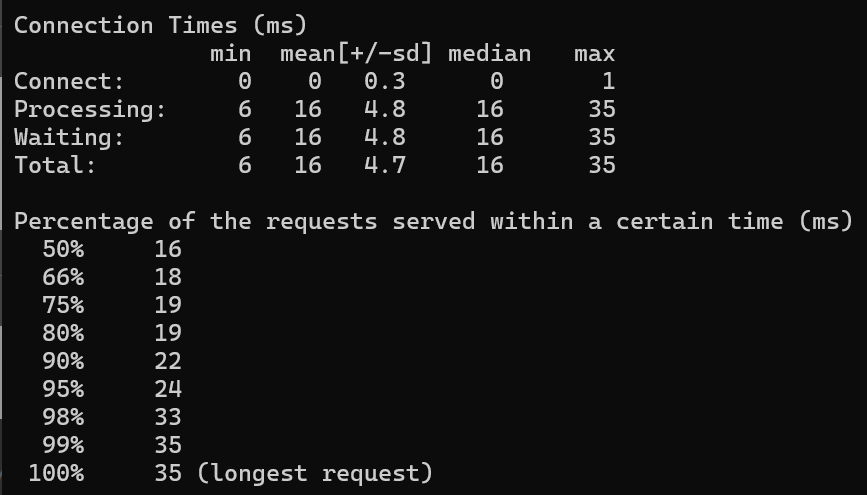 Connection Times (ms)
              min  mean[+/-sd] median   max
Connect:        0    0   0.3      0       1
Processing:     6   16   4.8     16      35
Waiting:        6   16   4.8     16      35
Total:          6   16   4.7     16      35

Percentage of the requests served within a certain time (ms)
  50%     16
  66%     18
  75%     19
  80%     19
  90%     22
  95%     24
  98%     33
  99%     35
 100%     35 (longest request)